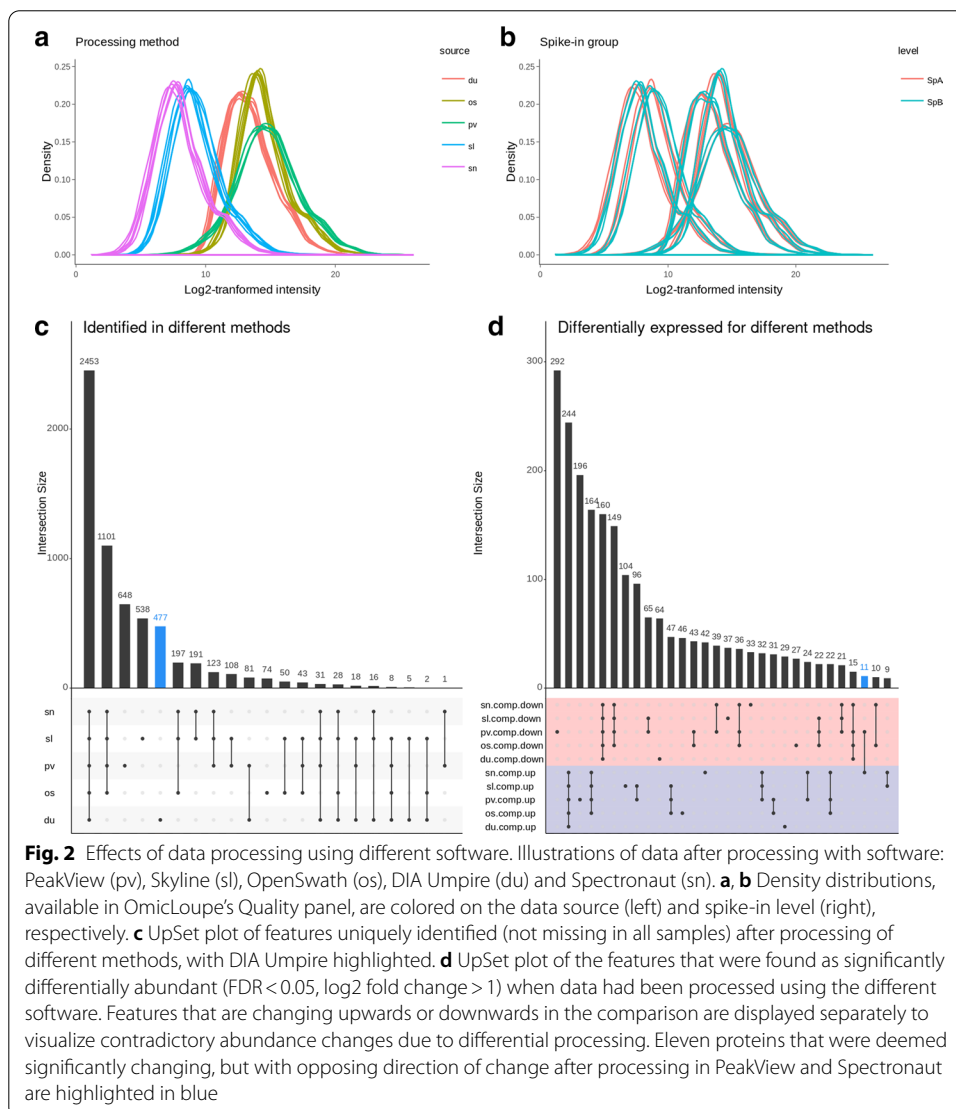 a
Processing method
source
du
os
pv
sl
sn
Density
0.25
0.20
0.15
0.10
0.05
0.00
0
10
20
Log2-tranformed intensity
b
Spike-in group
level
SpA
SpB
Density
0.25
0.20
0.15
0.10
0.05
0.00
0
10
20
Log2-tranformed intensity
c
Identified in different methods
Intersection Size
2000
1000
0
2453
1101
648
538
477
197
191
123
108
81
74
50
43
31
28
18
16
8
5
2
1
sn
sl
pv
os
du
d
Differentially expressed for different methods
Intersection Size
300
200
100
0
292
244
196
164
160
149
104
96
65
64
47
46
43
42
39
37
36
33
32
31
29
27
24
22
22
21
15
11
10
9
sn.comp.down
sl.comp.down
pv.comp.down
os.comp.down
du.comp.down
sn.comp.up
sl.comp.up
pv.comp.up
os.comp.up
du.comp.up
Fig. 2 Effects of data processing using different software. Illustrations of data after processing with software:
PeakView (pv), Skyline (sl), OpenSwath (os), DIA Umpire (du) and Spectronaut (sn). a, b Density distributions,
available in OmicLoupe's Quality panel, are colored on the data source (left) and spike-in level (right),
respectively. c UpSet plot of features uniquely identified (not missing in all samples) after processing of
different methods, with DIA Umpire highlighted. d UpSet plot of the features that were found as significantly
differentially abundant (FDR < 0.05, log2 fold change > 1) when data had been processed using the different
software. Features that are changing upwards or downwards in the comparison are displayed separately to
visualize contradictory abundance changes due to differential processing. Eleven proteins that were deemed
significantly changing, but with opposing direction of change after processing in PeakView and Spectronaut
are highlighted in blue